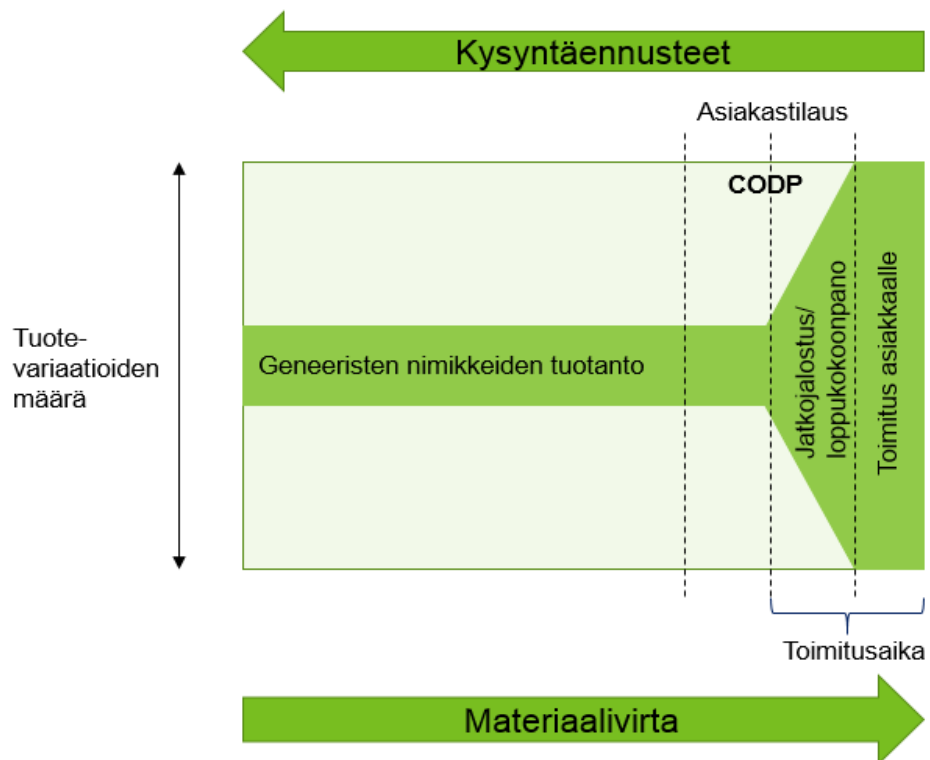 Kysyntäennusteet
Asiakastilaus
CODP
Tuote-
variaatioiden
määrä
Geneeristen nimikkeiden tuotanto
Jatkojalostus/
loppukokoonpano
Toimitus asiakkaalle
Toimitusaika
Materiaalivirta